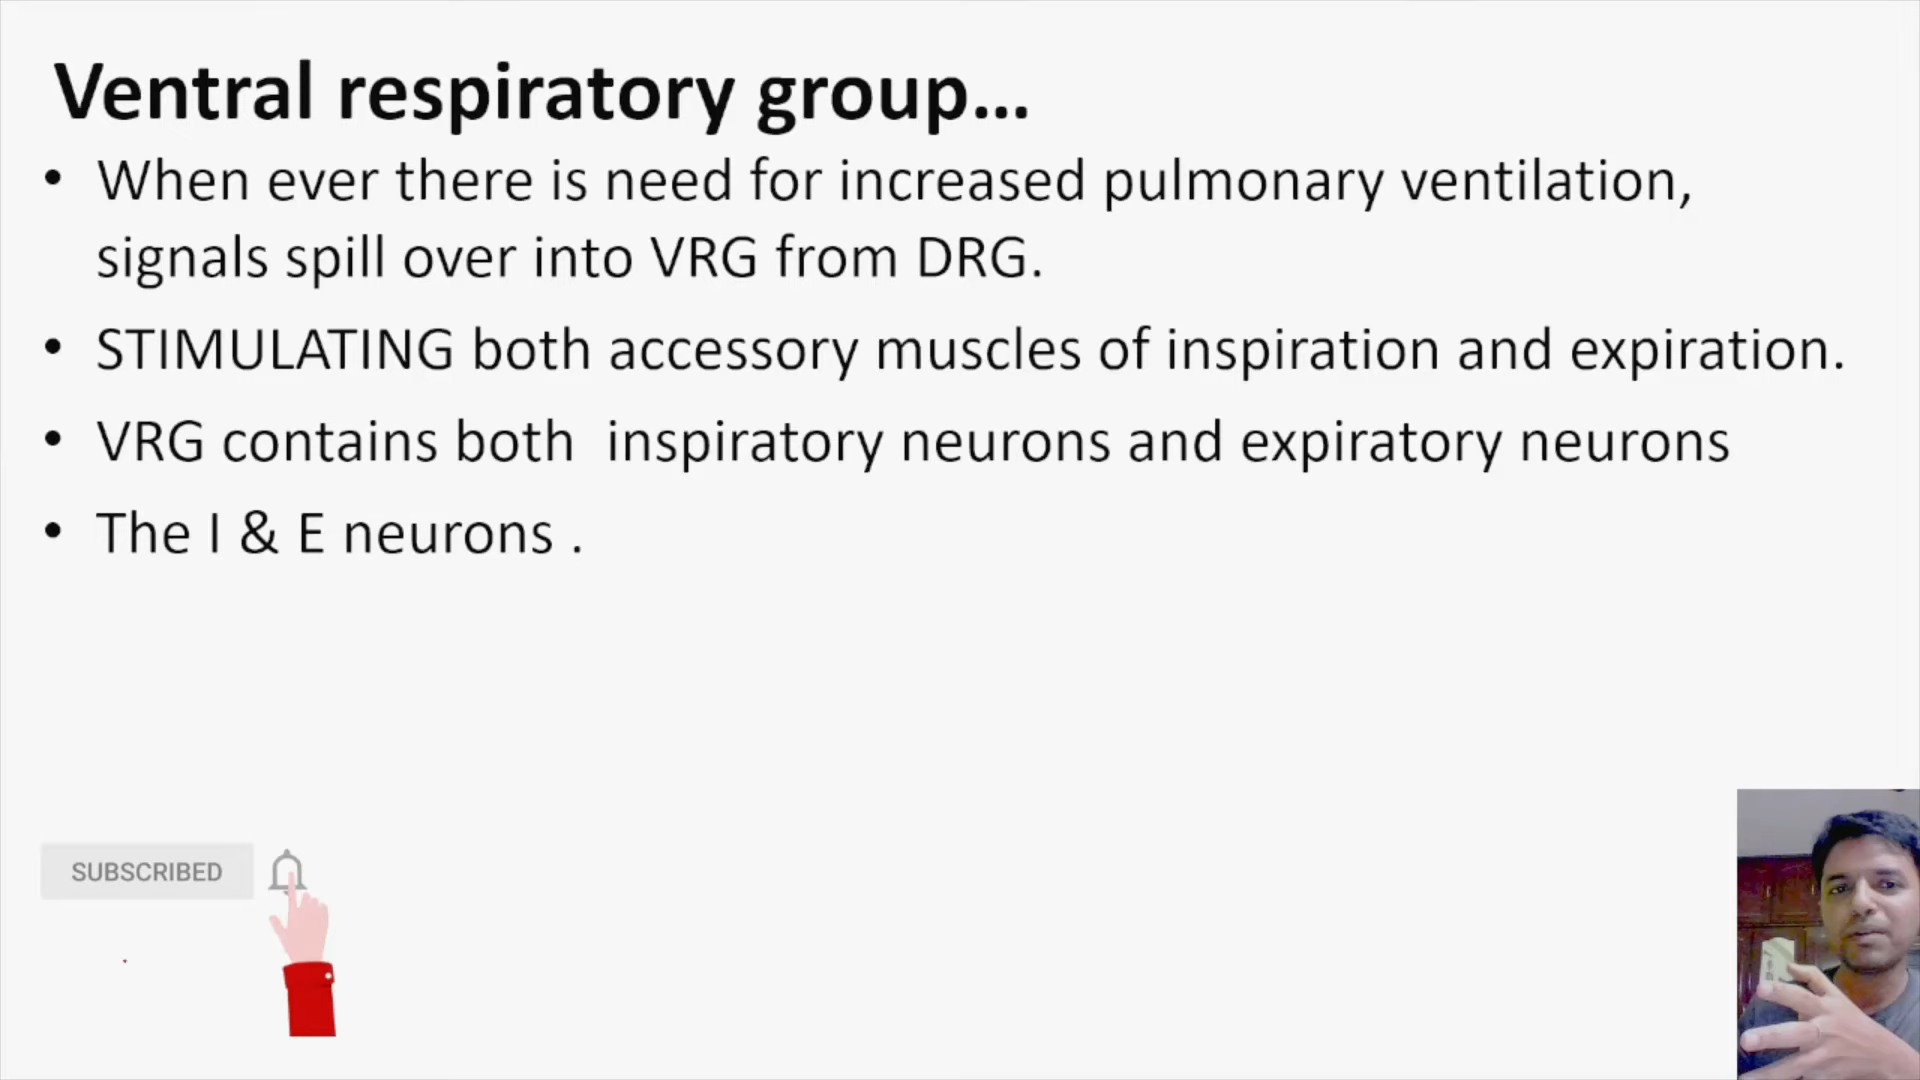 Ventral respiratory group...
• When ever there is need for increased pulmonary ventilation,
signals spill over into VRG from DRG.
• STIMULATING both accessory muscles of inspiration and expiration.
• VRG contains both  inspiratory neurons and expiratory neurons
• The I & E neurons .
SUBSCRIBED